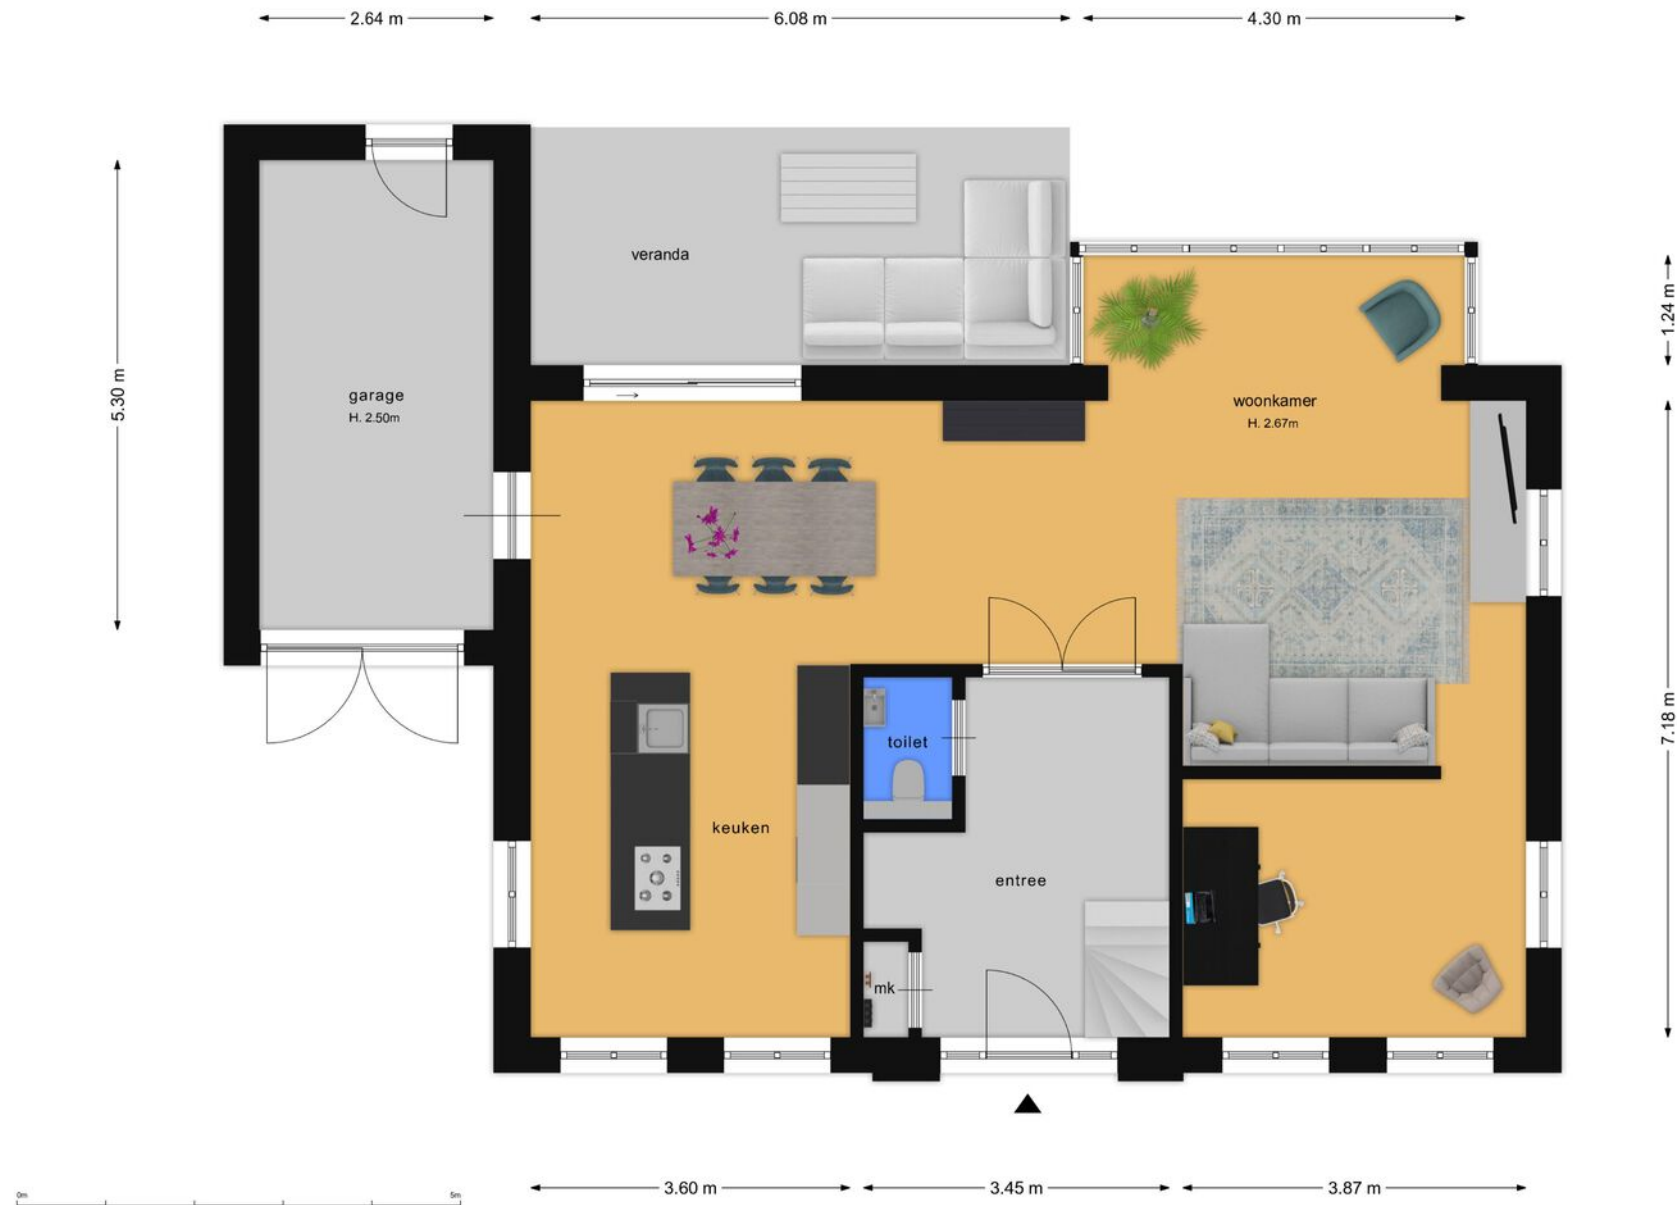 2.64 m
6.08 m
4.30 m
veranda
1.24 m
5.30 m
garage
H. 2.50m
woonkamer
H. 2.67m
7.18 m
toilet
keuken
entree
mk
3.60 m
3.45 m
3.87 m
0m
5m